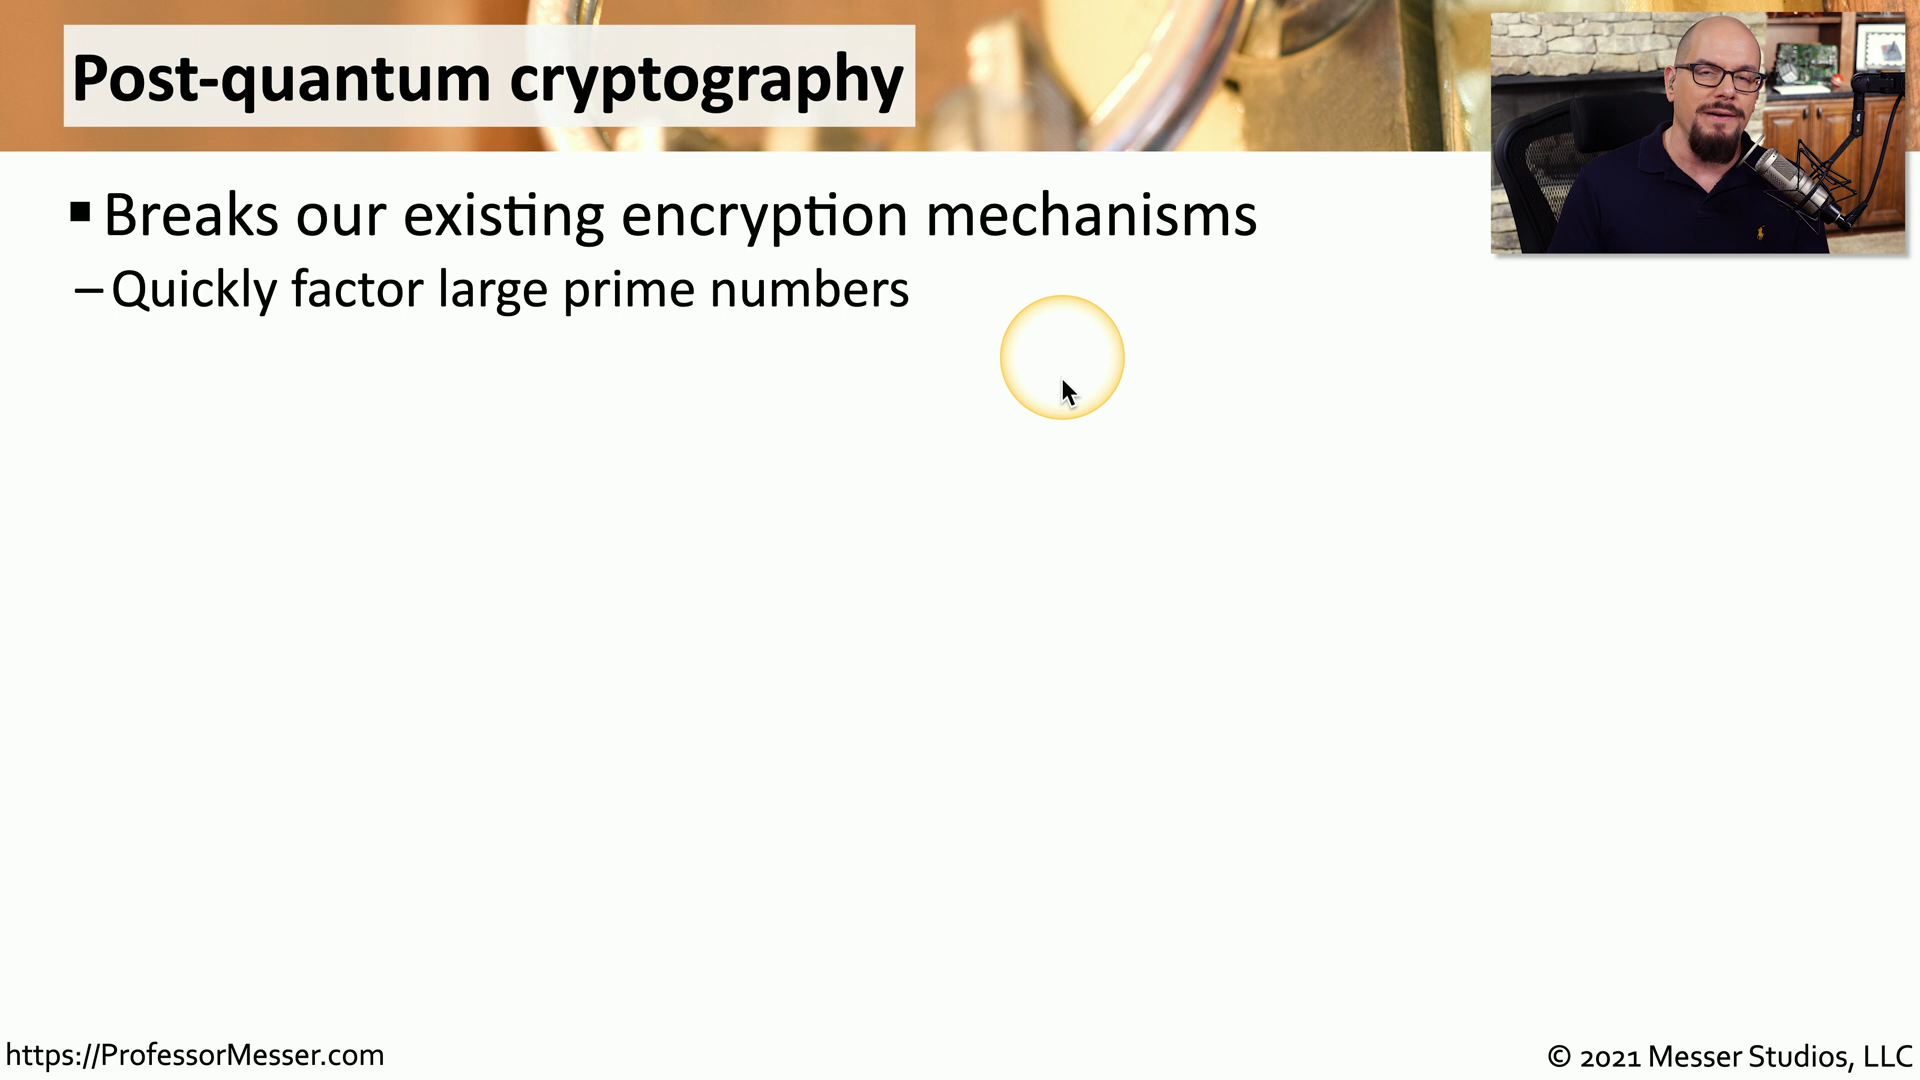 Post-quantum cryptography
▪ Breaks our existing encryption mechanisms
– Quickly factor large prime numbers
https://ProfessorMesser.com
© 2021 Messer Studios, LLC